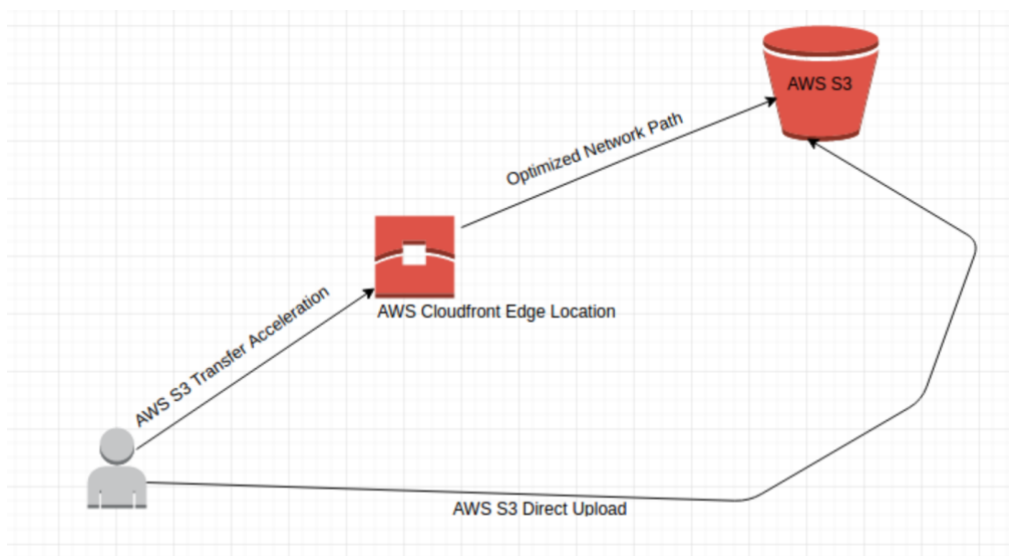 AWS S3
Optimized Network Path
AWS Cloudfront Edge Location
AWS S3 Transfer Acceleration
AWS S3 Direct Upload